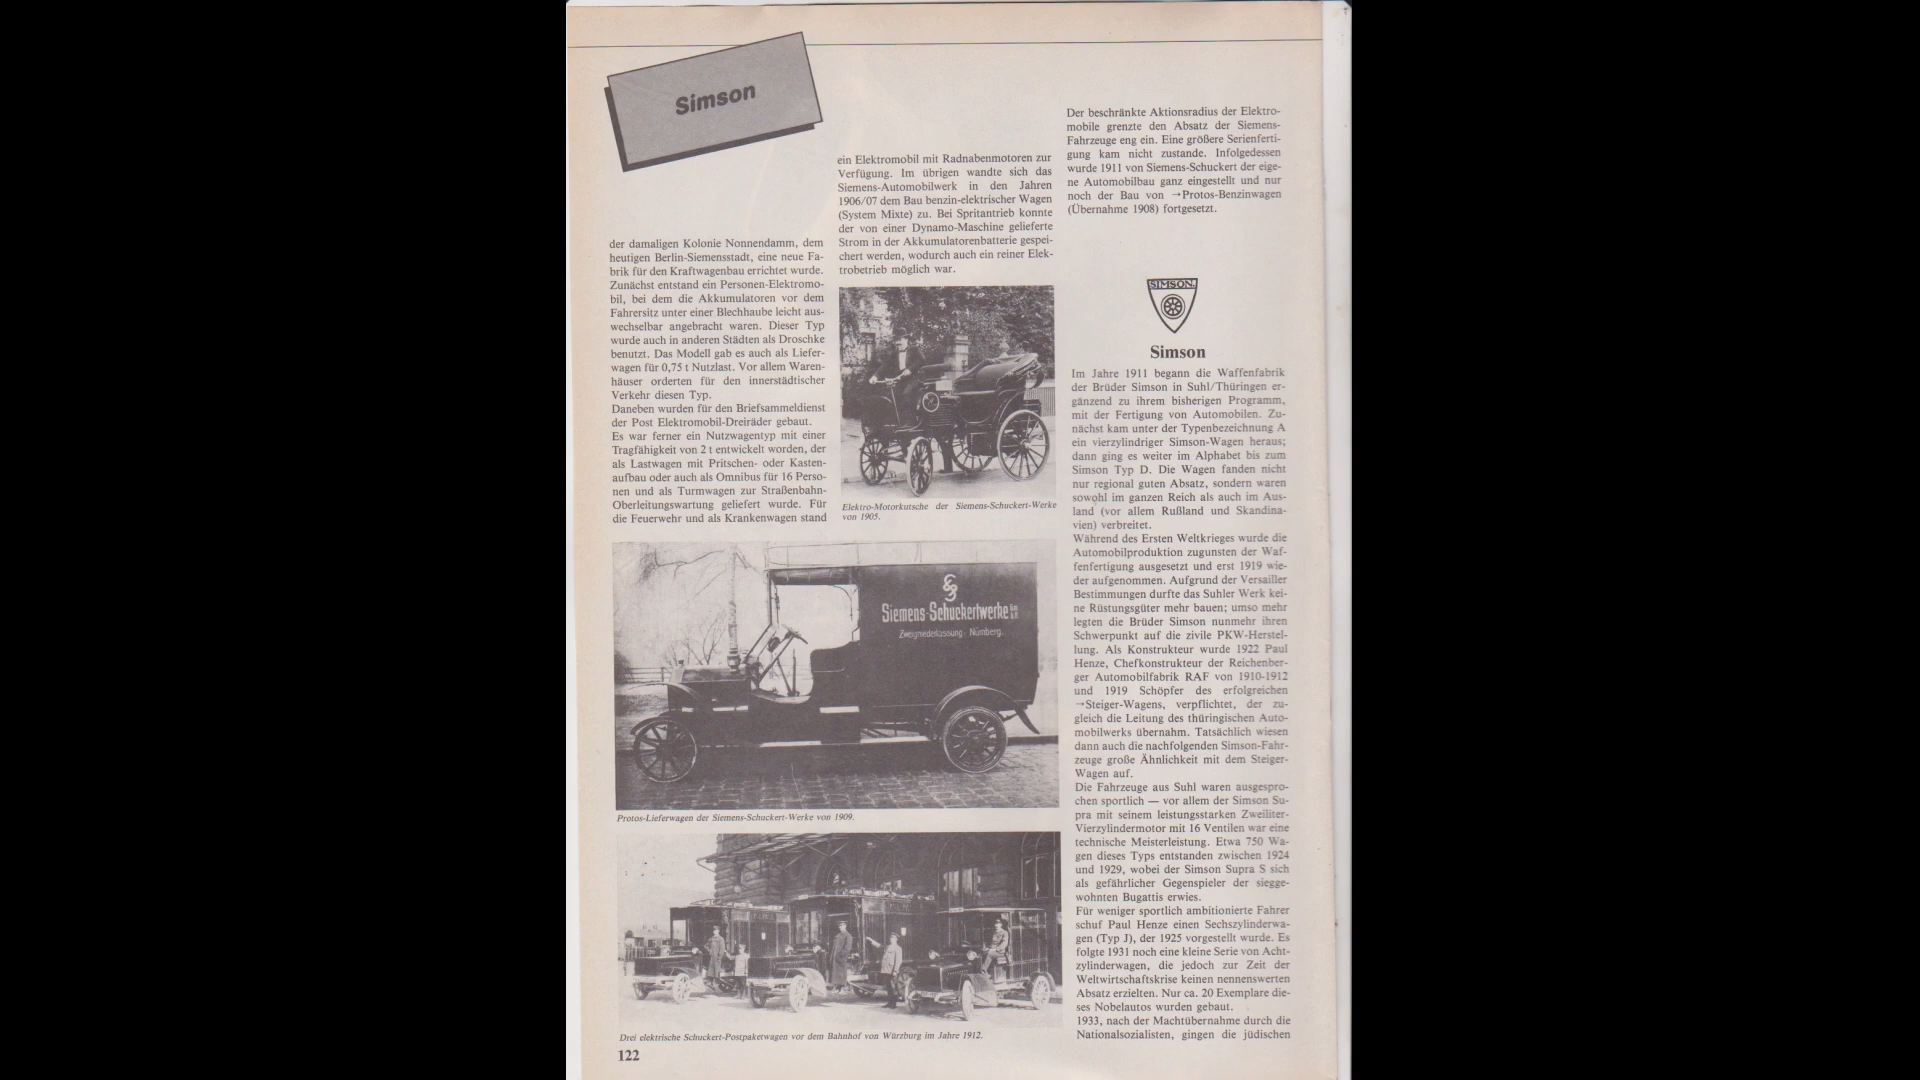 Simson
der damaligen Kolonie Nonnendamm, dem
heutigen Berlin-Siemensstadt, eine neue Fa-
brik für den Kraftwagenbau errichtet wurde.
Zunächst entstand ein Personen-Elektromo-
bil, bei dem die Akkumulatoren vor dem
Fahrersitz unter einer Blechhaube leicht aus-
wechselbar angebracht waren. Dieser Typ
wurde auch in anderen Städten als Droschke
benutzt. Das Modell gab es auch als Liefer-
wagen für 0,75 t Nutzlast. Vor allem Waren-
häuser orderten für den innerstädtischer
Verkehr diesen Typ.
Daneben wurden für den Briefsammeldienst
der Post Elektromobil-Dreiräder gebaut.
Es war ferner ein Nutzwagentyp mit einer
Tragfähigkeit von 2 t entwickelt worden, der
als Lastwagen mit Pritschen- oder Kasten-
aufbau oder auch als Omnibus für 16 Perso-
nen und als Turmwagen zur Straßenbahn-
Oberleitungswartung geliefert wurde. Für
die Feuerwehr und als Krankenwagen stand
ein Elektromobil mit Radnabenmotoren zur
Verfügung. Im übrigen wandte sich das
Siemens-Automobilwerk in den Jahren
1906/07 dem Bau benzin-elektrischer Wagen
(System Mixte) zu. Bei Spritantrieb konnte
der von einer Dynamo-Maschine gelieferte
Strom in der Akkumulatorenbatterie gespei-
chert werden, wodurch auch ein reiner Elek-
trobetrieb möglich war.
Elektro-Motorkutsche der Siemens-Schuckert-Werke
von 1905.
Siemens-Schuckertwerke
Zweigniederlassung Nürnberg.
Protos-Lieferwagen der Siemens-Schuckert-Werke von 1909.
Drei elektrische Schuckert-Postpaketwagen vor dem Bahnhof von Würzburg im Jahre 1912.
122
Der beschränkte Aktionsradius der Elektro-
mobile grenzte den Absatz der Siemens-
Fahrzeuge eng ein. Eine größere Serienferti-
gung kam nicht zustande. Infolgedessen
wurde 1911 von Siemens-Schuckert der eige-
ne Automobilbau ganz eingestellt und nur
noch der Bau von →Protos-Benzinwagen
(Übernahme 1908) fortgesetzt.
SIMSON.
Simson
Im Jahre 1911 begann die Waffenfabrik
der Brüder Simson in Suhl/Thüringen er-
gänzend zu ihrem bisherigen Programm,
mit der Fertigung von Automobilen. Zu-
nächst kam unter der Typenbezeichnung A
ein vierzylindriger Simson-Wagen heraus;
dann ging es weiter im Alphabet bis zum
Simson Typ D. Die Wagen fanden nicht
nur regional guten Absatz, sondern waren
sowohl im ganzen Reich als auch im Aus-
land (vor allem Rußland und Skandina-
vien) verbreitet.
Während des Ersten Weltkrieges wurde die
Automobilproduktion zugunsten der Waf-
fenfertigung ausgesetzt und erst 1919 wie-
der aufgenommen. Aufgrund der Versailler
Bestimmungen durfte das Suhler Werk kei-
ne Rüstungsgüter mehr bauen; umso mehr
legten die Brüder Simson nunmehr ihren
Schwerpunkt auf die zivile PKW-Herstel-
lung. Als Konstrukteur wurde 1922 Paul
Henze, Chefkonstrukteur der Reichenber-
ger Automobilfabrik RAF von 1910-1912
und 1919 Schöpfer des erfolgreichen
→Steiger-Wagens, verpflichtet, der zu-
gleich die Leitung des thüringischen Auto-
mobilwerks übernahm. Tatsächlich wiesen
dann auch die nachfolgenden Simson-Fahr-
zeuge große Ähnlichkeit mit dem Steiger-
Wagen auf.
Die Fahrzeuge aus Suhl waren ausgespro-
chen sportlich — vor allem der Simson Su-
pra mit seinem leistungsstarken Zweiliter-
Vierzylindermotor mit 16 Ventilen war eine
technische Meisterleistung. Etwa 750 Wa-
gen dieses Typs entstanden zwischen 1924
und 1929, wobei der Simson Supra S sich
als gefährlicher Gegenspieler der siegge-
wohnten Bugattis erwies.
Für weniger sportlich ambitionierte Fahrer
schuf Paul Henze einen Sechszylinderwa-
gen (Typ J), der 1925 vorgestellt wurde. Es
folgte 1931 noch eine kleine Serie von Acht-
zylinderwagen, die jedoch zur Zeit der
Weltwirtschaftskrise keinen nennenswerten
Absatz erzielten. Nur ca. 20 Exemplare die-
ses Nobelautos wurden gebaut.
1933, nach der Machtübernahme durch die
Nationalsozialisten, gingen die jüdischen